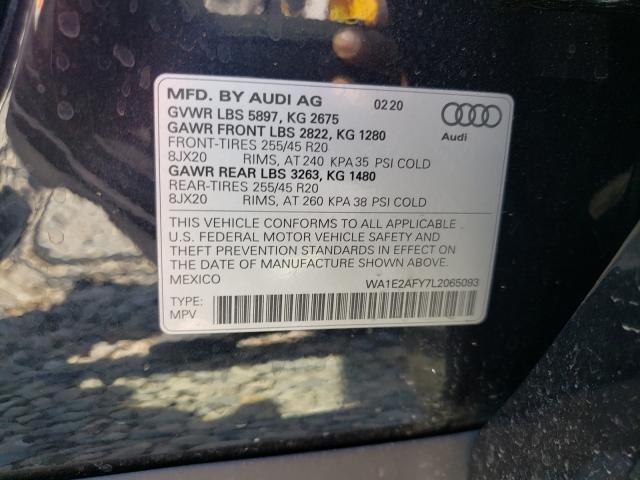 MFD. BY AUDI AG 02 20
GVWR LBS 5897, KG 2675
GAWR FRONT LBS 2822, KG 1280
FRONT-TIRES 255/45 R20
8JX20 RIMS, AT 240 KPA 35 PSI COLD
GAWR REAR LBS 3263, KG 1480
REAR-TIRES 255/45 R20
8JX20 RIMS, AT 260 KPA 38 PSI COLD
Audi
THIS VEHICLE CONFORMS TO ALL APPLICABLE
U.S. FEDERAL MOTOR VEHICLE SAFETY AND
THEFT PREVENTION STANDARDS IN EFFECT ON
THE DATE OF MANUFACTURE SHOWN ABOVE.
MEXICO WA1E2AFY7L2065093
TYPE:
MPV